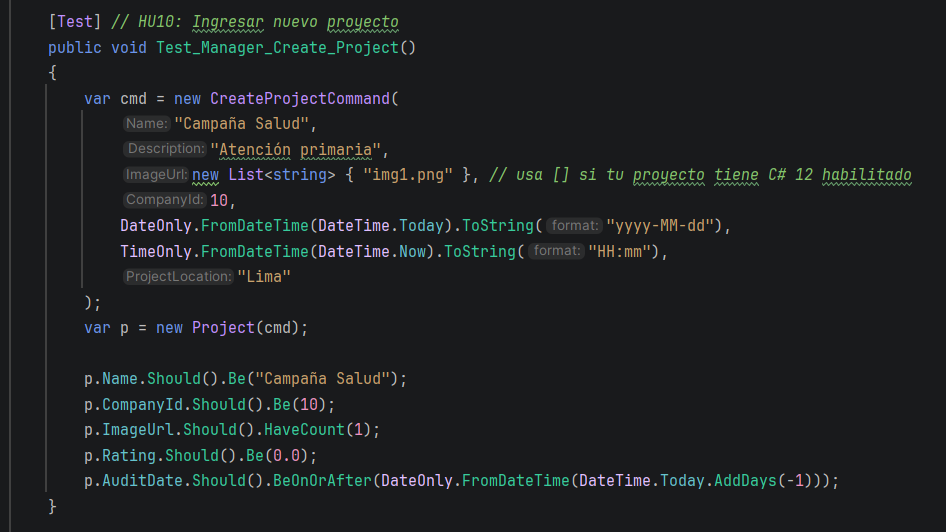 [Test] // HU10: Ingresar nuevo proyecto
public void Test_Manager_Create_Project()
{
var cmd = new CreateProjectCommand(
Name: "Campaña Salud",
Description: "Atención primaria",
ImageUrl: new List<string> { "img1.png" }, // usa [] si tu proyecto tiene C# 12 habilitado
CompanyId: 10,
DateOnly.FromDateTime(DateTime.Today).ToString( format: "yyyy-MM-dd"),
TimeOnly.FromDateTime(DateTime.Now).ToString( format: "HH:mm"),
ProjectLocation: "Lima"
);
var p = new Project(cmd);
p.Name.Should().Be("Campaña Salud");
p.CompanyId.Should().Be(10);
p.ImageUrl.Should().HaveCount(1);
p.Rating.Should().Be(0.0);
p.AuditDate.Should().BeOnOrAfter(DateOnly.FromDateTime(DateTime.Today.AddDays(-1)));
}